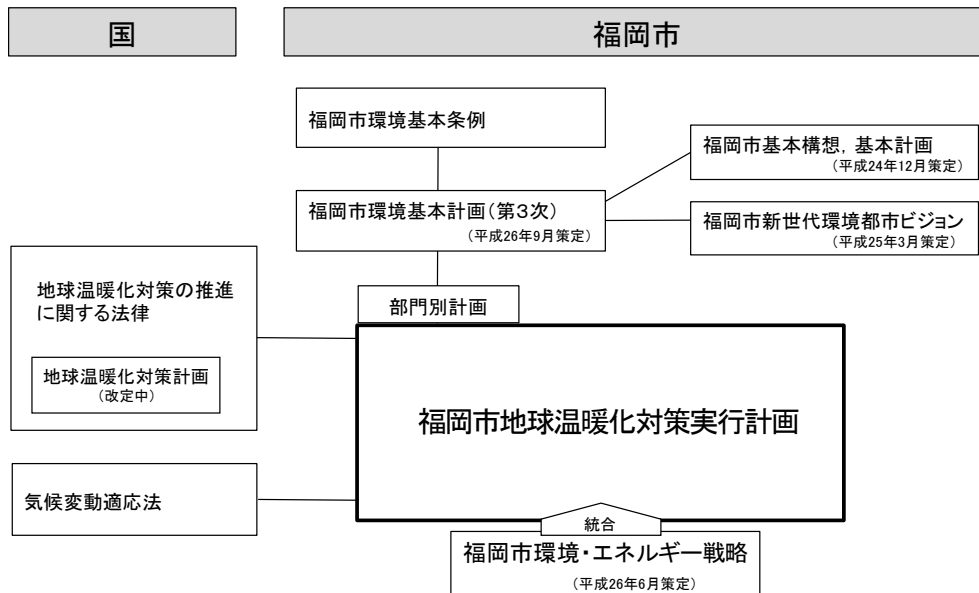 国
福岡市
福岡市環境基本条例
福岡市基本構想，基本計画
（平成24年12月策定）
福岡市環境基本計画（第3次）
（平成26年9月策定）
福岡市新世代環境都市ビジョン
（平成25年3月策定）
地球温暖化対策の推進
に関する法律
部門別計画
地球温暖化対策計画
（改定中）
福岡市地球温暖化対策実行計画
気候変動適応法
統合
福岡市環境・エネルギー戦略
（平成26年6月策定）